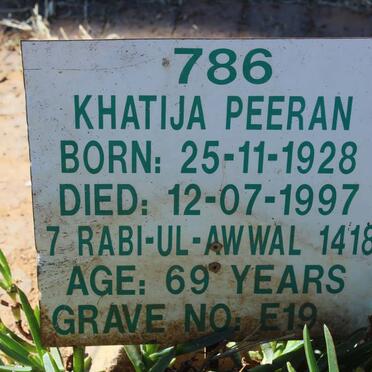 786
KHATIJA PEERAN
BORN: 25-11-1928
DIED: 12-07-1997
7 RABI-UL-AWWAL 1418
AGE: 69 YEARS
GRAVE NO: E19